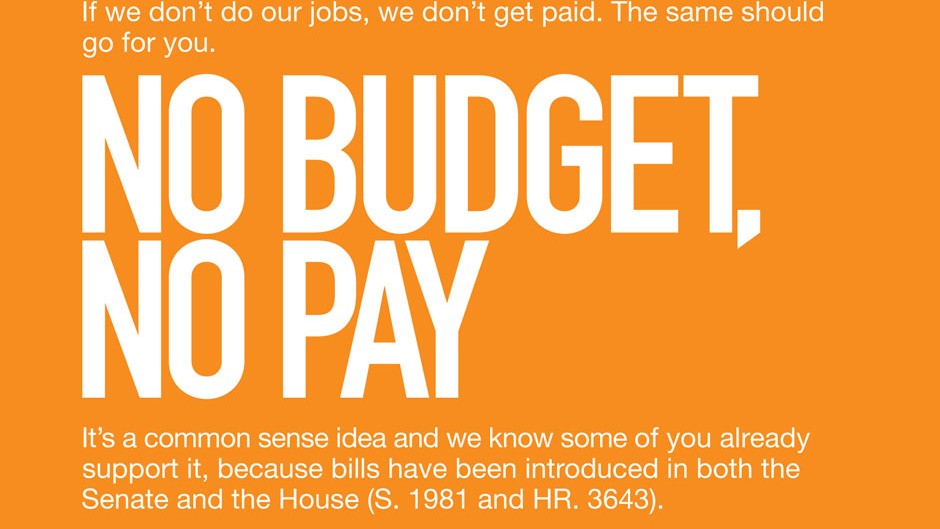 If we don’t do our jobs, we don’t get paid. The same should
go for you.
NO BUDGET,
NO PAY
It’s a common sense idea and we know some of you already
support it, because bills have been introduced in both the
Senate and the House (S. 1981 and HR. 3643).